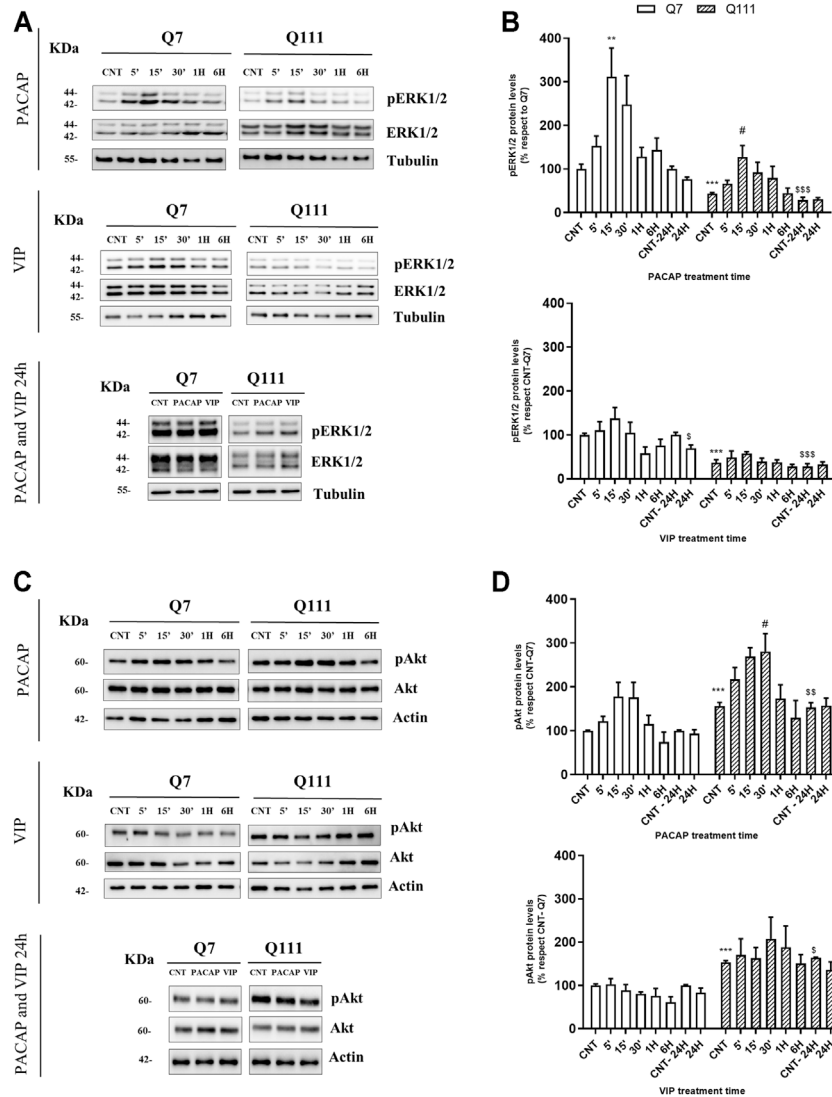 A
Q7 Q111
KDa
CNT 5' 15' 30' 1H 6H CNT 5' 15' 30' 1H 6H
PACAP
44-
42-
pERK1/2
44-
42-
ERK1/2
55-
Tubulin
Q7 Q111
KDa
CNT 5' 15' 30' 1H 6H CNT 5' 15' 30' 1H 6H
VIP
44-
42-
pERK1/2
44-
42-
ERK1/2
55-
Tubulin
Q7 Q111
KDa
CNT PACAP VIP CNT PACAP VIP
PACAP and VIP 24h
44-
42-
pERK1/2
44-
42-
ERK1/2
55-
Tubulin
B
Q7 Q111
pERK1/2 protein levels
(% respect to Q7)
400
300
200
100
0
** *** # $$$
CNT 5' 15' 30' 1H 6H CNT-24H 24H CNT 5' 15' 30' 1H 6H CNT-24H 24H
PACAP treatment time
pERK1/2 protein levels
(% respect CNT-Q7)
400
300
200
100
0
$ *** $$$
CNT 5' 15' 30' 1H 6H CNT- 24H 24H CNT 5' 15' 30' 1H 6H CNT- 24H 24H
VIP treatment time
C
Q7 Q111
KDa
CNT 5' 15' 30' 1H 6H CNT 5' 15' 30' 1H 6H
PACAP
60-
pAkt
60-
Akt
42-
Actin
Q7 Q111
KDa
CNT 5' 15' 30' 1H 6H CNT 5' 15' 30' 1H 6H
VIP
60-
pAkt
60-
Akt
42-
Actin
Q7 Q111
KDa
CNT PACAP VIP CNT PACAP VIP
PACAP and VIP 24h
60-
pAkt
60-
Akt
42-
Actin
D
pAkt protein levels
(% respect CNT-Q7)
400
300
200
100
0
*** # $$
CNT 5' 15' 30' 1H 6H CNT - 24H 24H CNT 5' 15' 30' 1H 6H CNT - 24H 24H
PACAP treatment time
pAkt protein levels
(% respect CNT- Q7)
400
300
200
100
0
*** $
CNT 5' 15' 30' 1H 6H CNT- 24H 24H CNT 5' 15' 30' 1H 6H CNT- 24H 24H
VIP treatment time